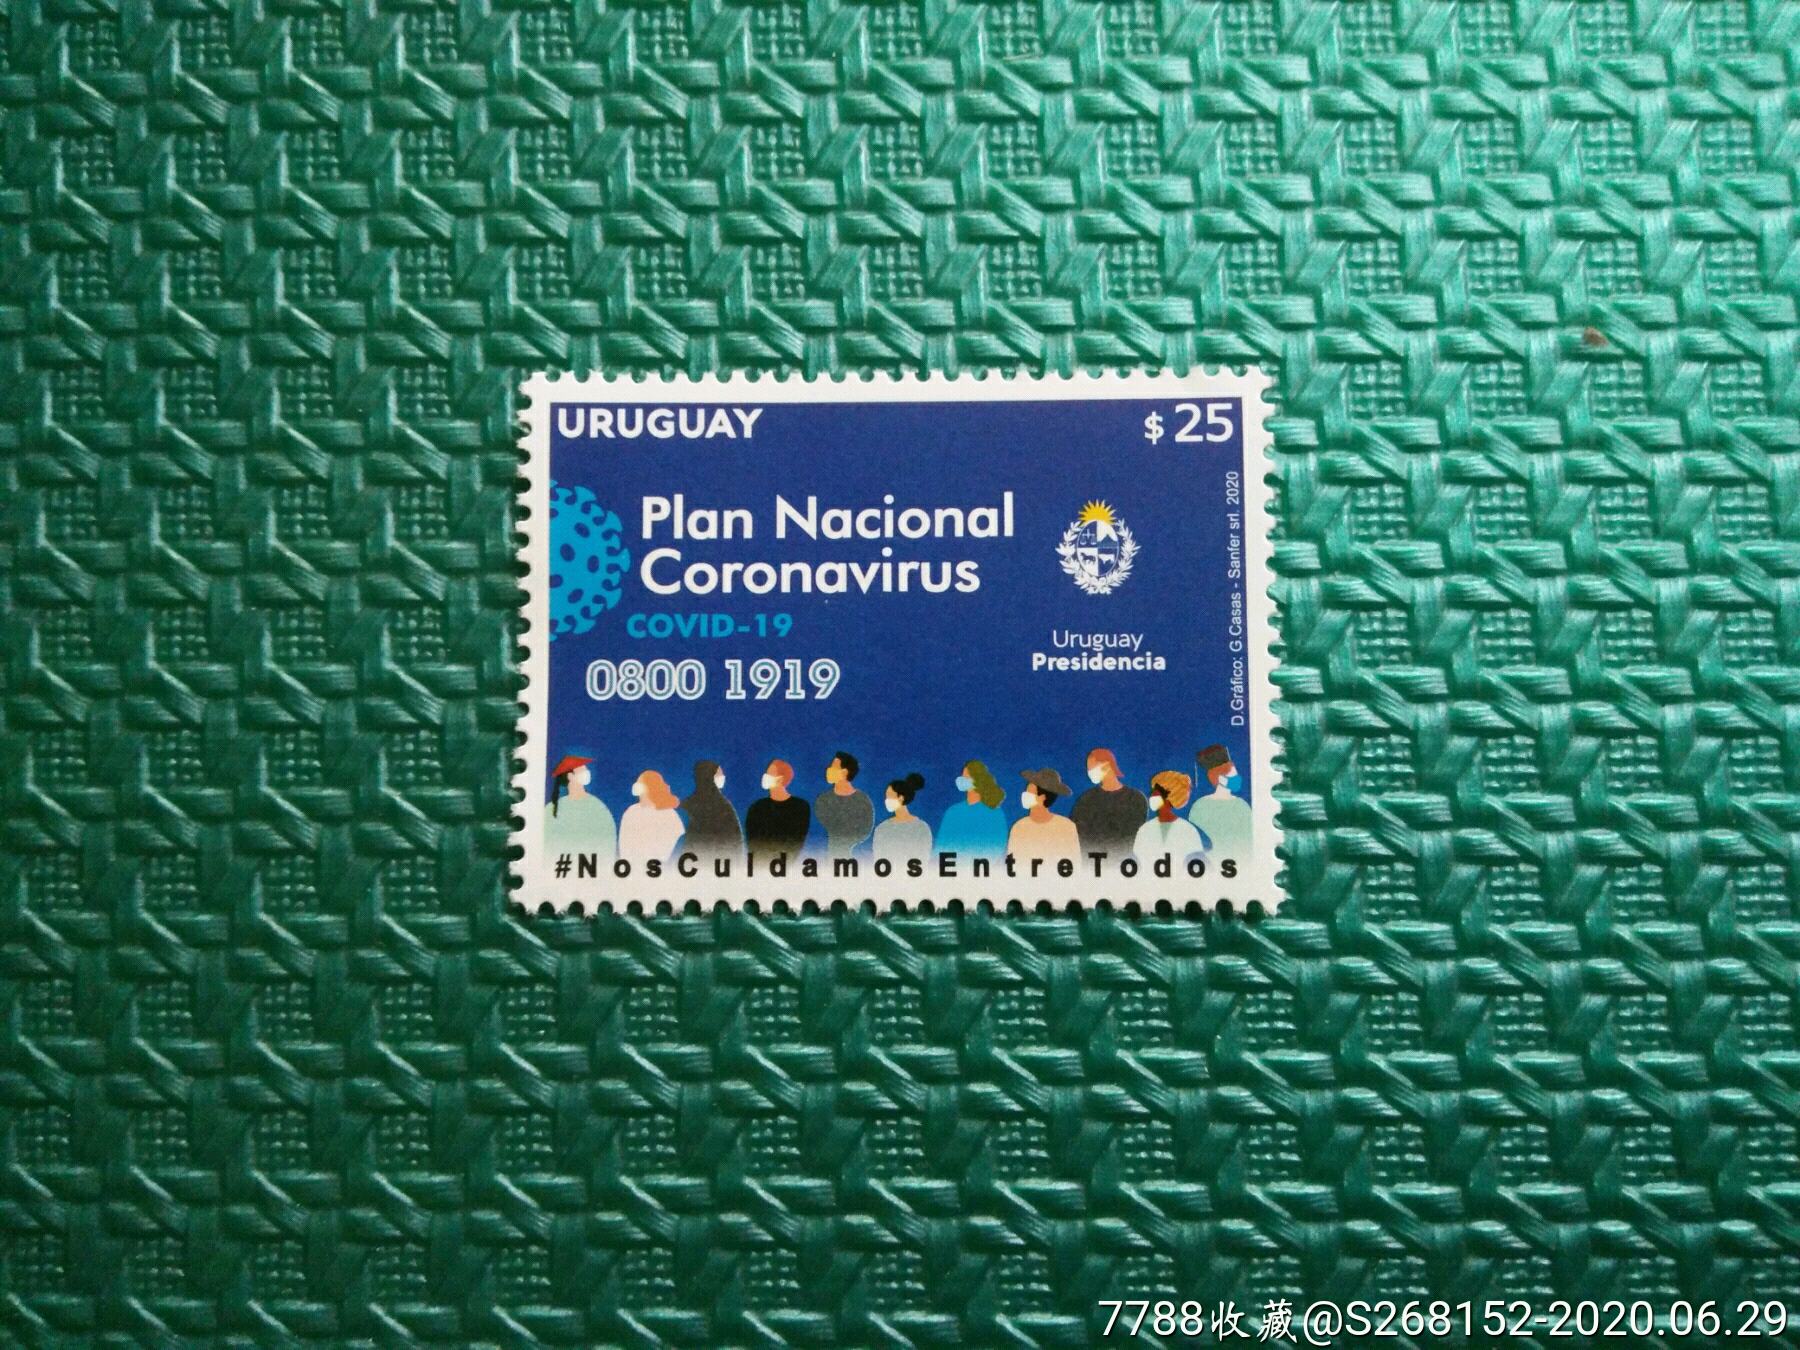 URUGUAY
$ 25
Plan Nacional
Coronavirus
COVID-19
0800 1919
Uruguay
Presidencia
D.Gráfico: G.Casas - Sanfer srl. 2020
#NosCuidamosEntreTodos
7788收藏@S268152-2020.06.29